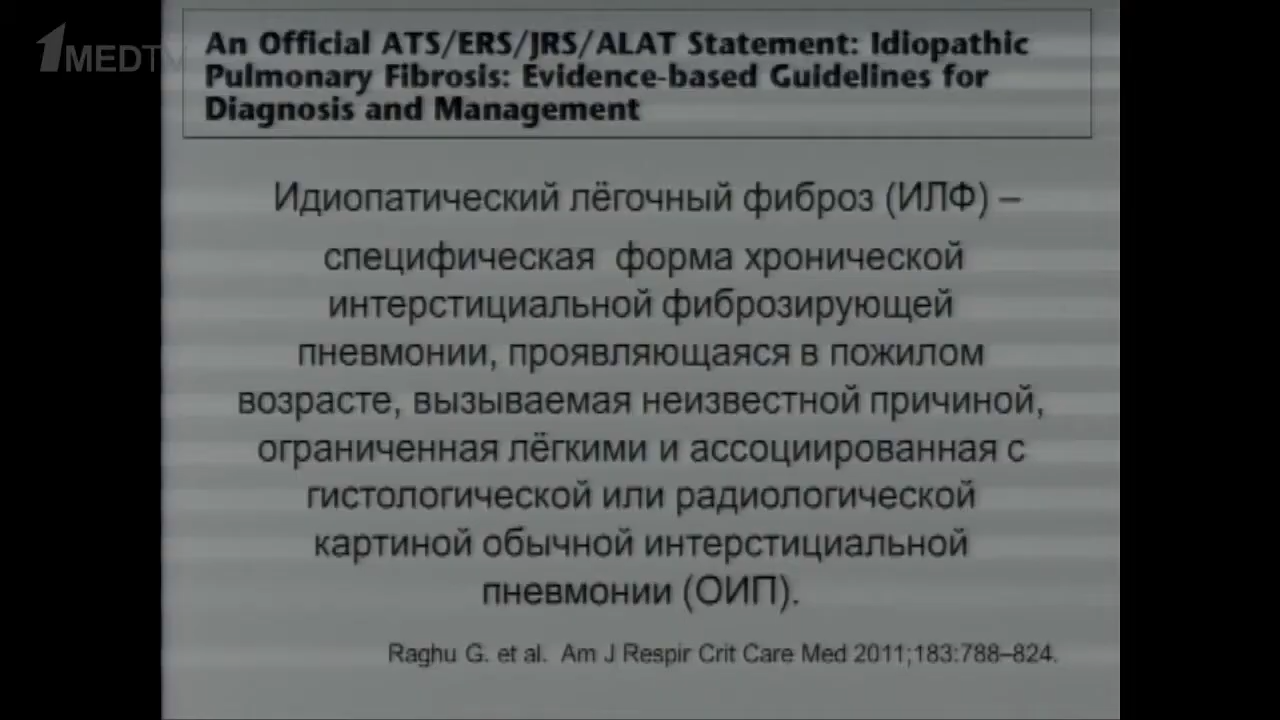 1MEDTV
An Official ATS/ERS/JRS/ALAT Statement: Idiopathic
Pulmonary Fibrosis: Evidence-based Guidelines for
Diagnosis and Management
Идиопатический лёгочный фиброз (ИЛФ) –
специфическая форма хронической
интерстициальной фиброзирующей
пневмонии, проявляющаяся в пожилом
возрасте, вызываемая неизвестной причиной,
ограниченная лёгкими и ассоциированная с
гистологической или радиологической
картиной обычной интерстициальной
пневмонии (ОИП).
Raghu G. et al. Am J Respir Crit Care Med 2011;183:788–824.